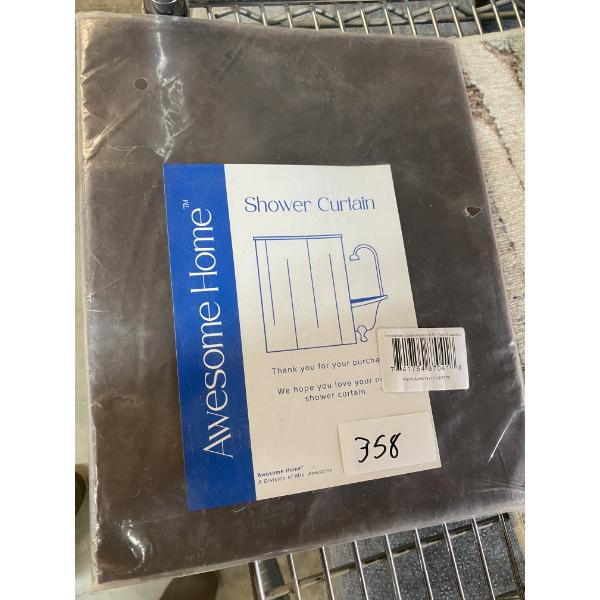 Awesome Home™
Shower Curtain
Thank you for your purcha
We hope you love your ne
shower curtain.
358
Awesome Home™
A Division of Mrs. Awesome